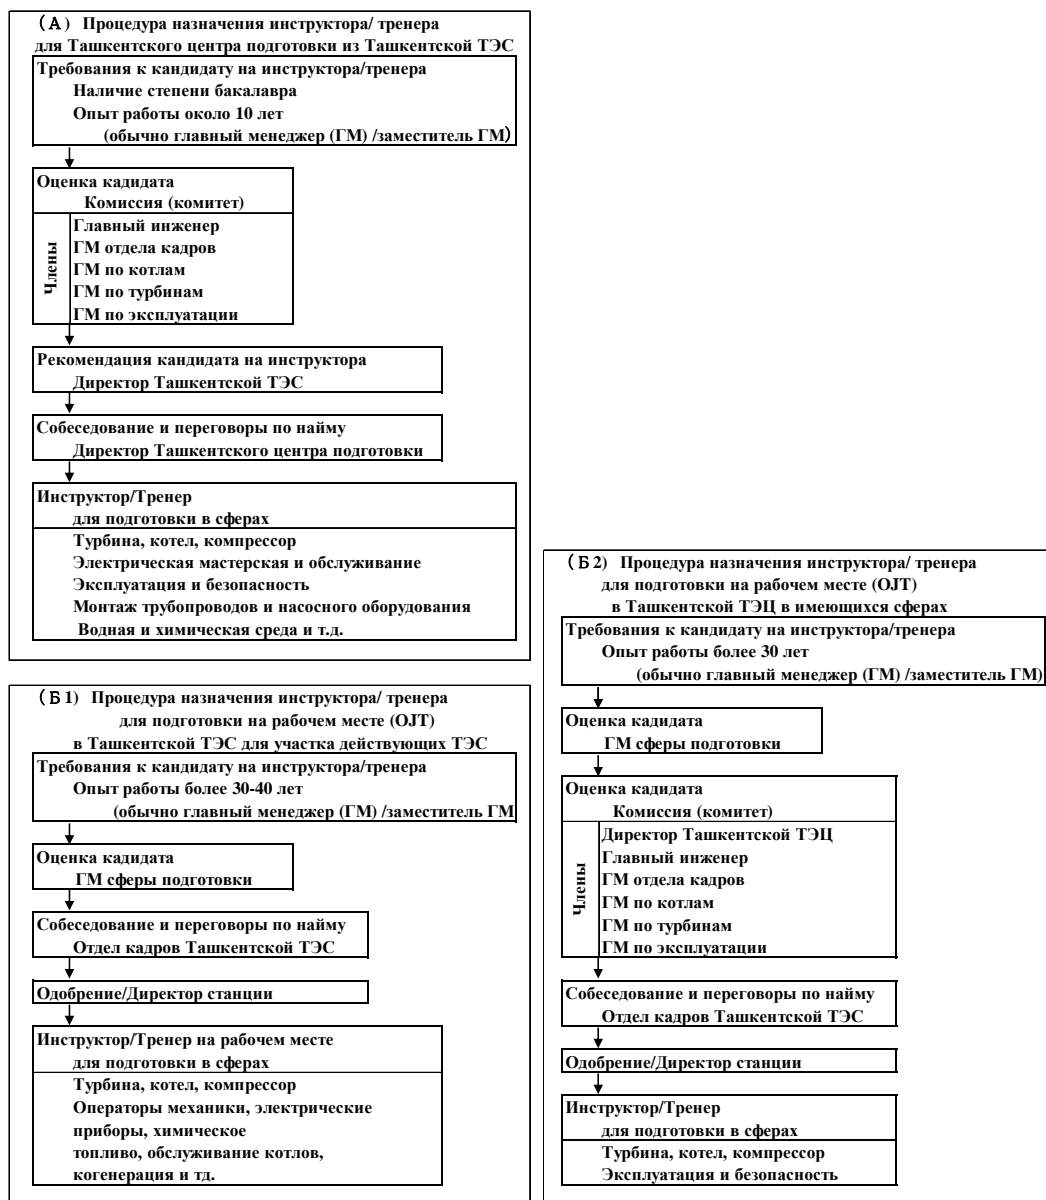 (А) Процедура назначения инструктора/ тренера
для Ташкентского центра подготовки из Ташкентской ТЭС
Требования к кандидату на инструктора/тренера
Наличие степени бакалавра
Опыт работы около 10 лет
(обычно главный менеджер (ГМ) /заместитель ГМ)
Оценка кадидата
Комиссия (комитет)
Члены
Главный инженер
ГМ отдела кадров
ГМ по котлам
ГМ по турбинам
ГМ по эксплуатации
Рекомендация кандидата на инструктора
Директор Ташкентской ТЭС
Собеседование и переговоры по найму
Директор Ташкентского центра подготовки
Инструктор/Тренер
для подготовки в сферах
Турбина, котел, компрессор
Электрическая мастерская и обслуживание
Эксплуатация и безопасность
Монтаж трубопроводов и насосного оборудования
Водная и химическая среда и т.д.
(Б1) Процедура назначения инструктора/ тренера
для подготовки на рабочем месте (OJT)
в Ташкентской ТЭС для участка действующих ТЭС
Требования к кандидату на инструктора/тренера
Опыт работы более 30-40 лет
(обычно главный менеджер (ГМ) /заместитель ГМ
Оценка кадидата
ГМ сферы подготовки
Собеседование и переговоры по найму
Отдел кадров Ташкентской ТЭС
Одобрение/Директор станции
Инструктор/Тренер на рабочем месте
для подготовки в сферах
Турбина, котел, компрессор
Операторы механики, электрические
приборы, химическое
топливо, обслуживание котлов,
когенерация и тд.
(Б2) Процедура назначения инструктора/ тренера
для подготовки на рабочем месте (OJT)
в Ташкентской ТЭЦ в имеющихся сферах
Требования к кандидату на инструктора/тренера
Опыт работы более 30 лет
(обычно главный менеджер (ГМ) /заместитель ГМ)
Оценка кадидата
ГМ сферы подготовки
Оценка кадидата
Комиссия (комитет)
Члены
Директор Ташкентской ТЭЦ
Главный инженер
ГМ отдела кадров
ГМ по котлам
ГМ по турбинам
ГМ по эксплуатации
Собеседование и переговоры по найму
Отдел кадров Ташкентской ТЭС
Одобрение/Директор станции
Инструктор/Тренер
для подготовки в сферах
Турбина, котел, компрессор
Эксплуатация и безопасность